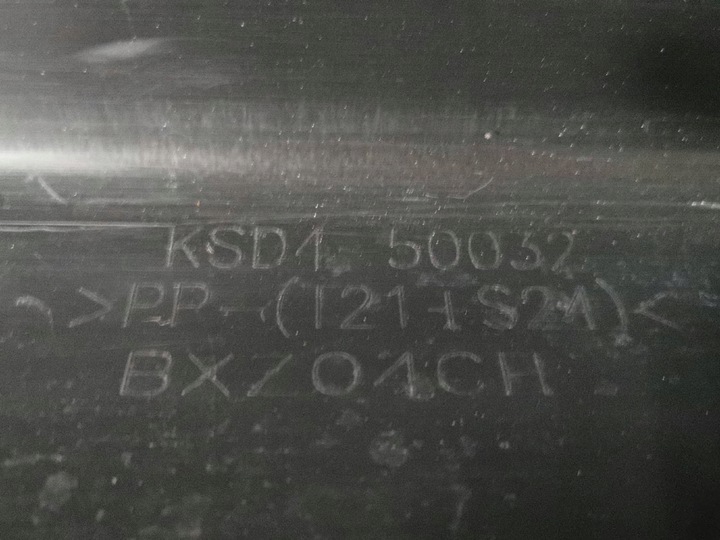 KSD1 50032
>PP-(T21+S21)<
BXZ01CH